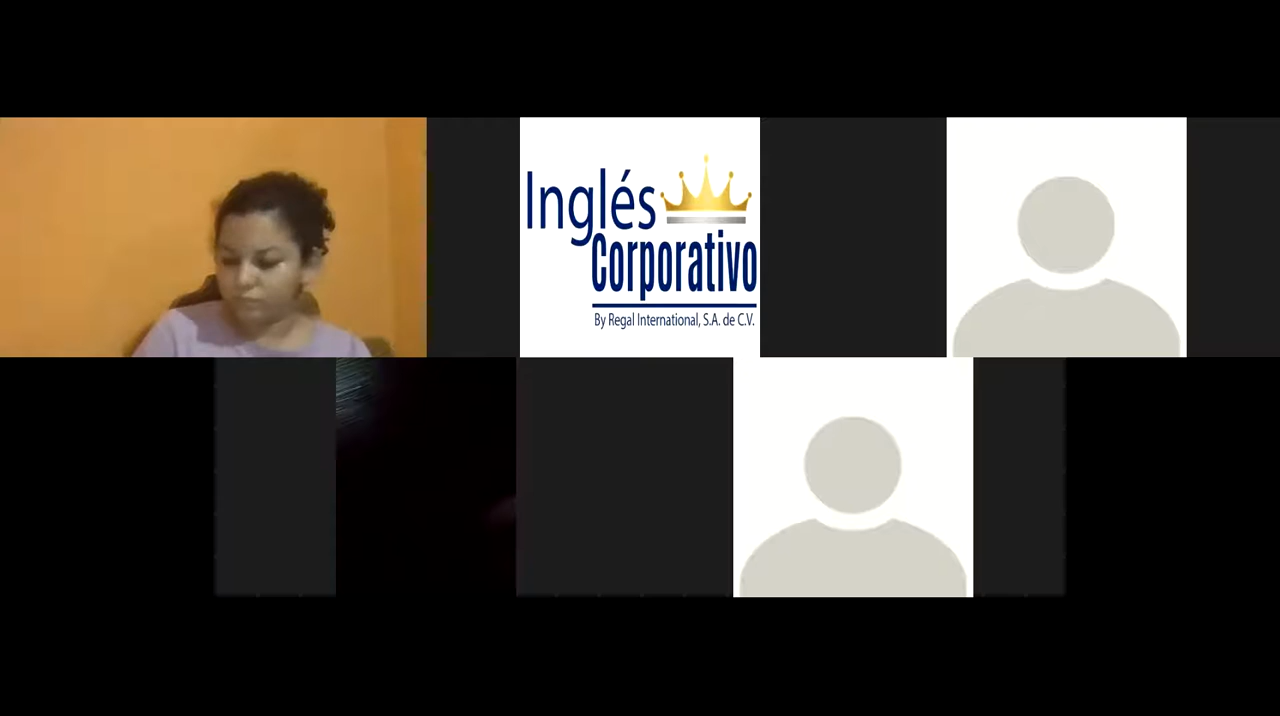 Inglés
Corporativo
By Regal International, S.A. de C.V.